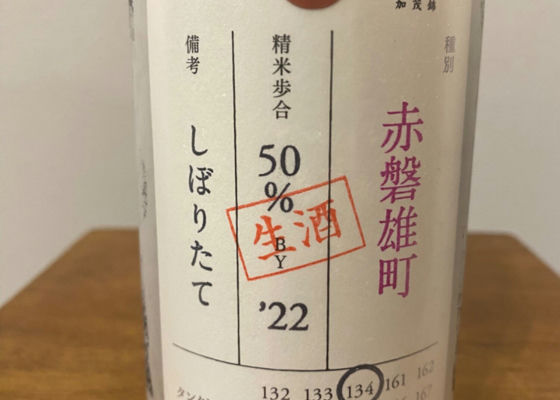 加茂錦
種別
赤磐雄町
精米歩合
50
%
BY
'22
生酒
備考
しぼりたて
132 133 134 161 162